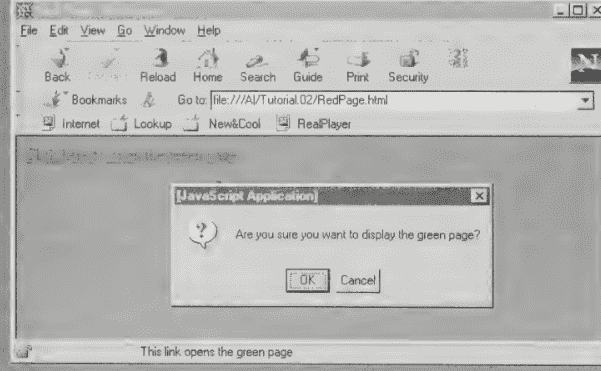 File Edit View Go Window Help
Back Reload Home Search Guide Print Security
N
Bookmarks Go to: file:///A|/Tutorial.02/RedPage.html
Internet Lookup New&Cool RealPlayer
[JavaScript Application]
Are you sure you want to display the green page?
OK Cancel
This link opens the green page